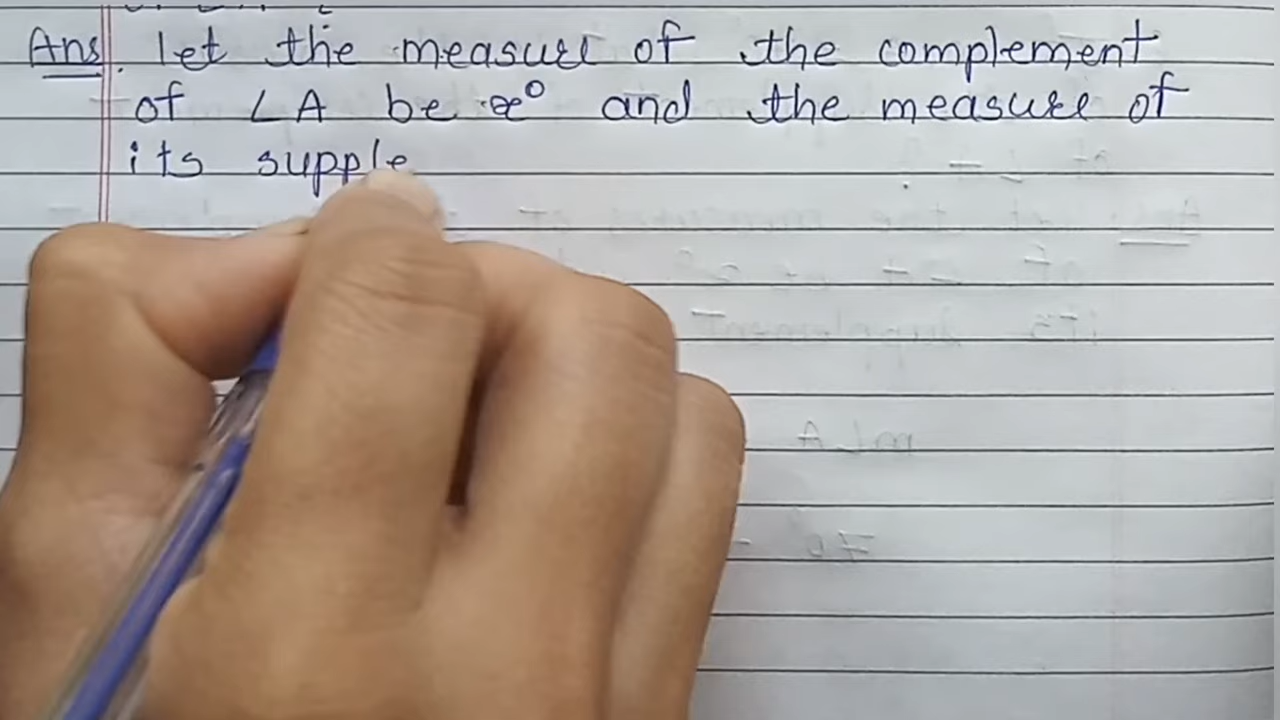 Ans. let the measure of the complement
of ∠A be x° and the measure of
its supple